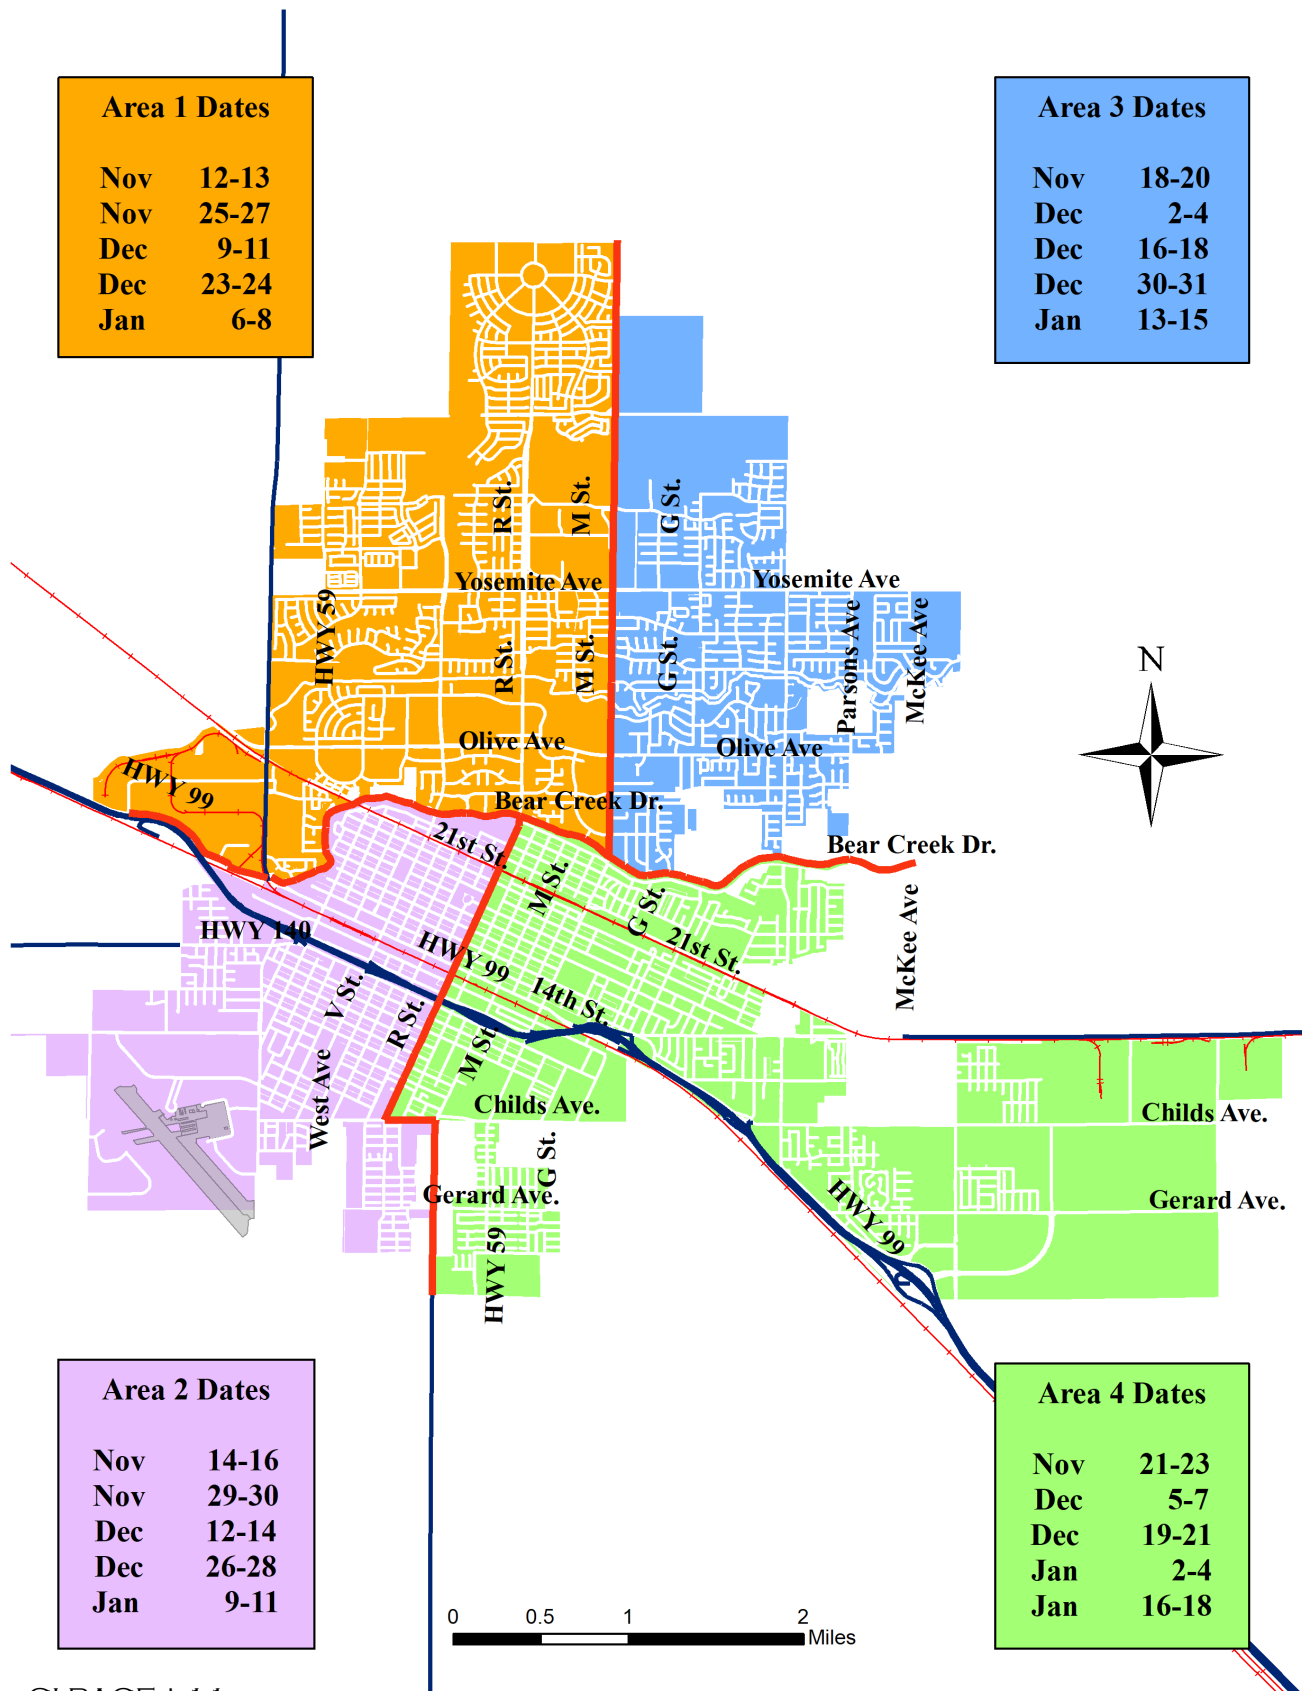 Area 1 Dates
Nov 12-13
Nov 25-27
Dec 9-11
Dec 23-24
Jan 6-8
Area 3 Dates
Nov 18-20
Dec 2-4
Dec 16-18
Dec 30-31
Jan 13-15
R St.
M St.
G St.
Yosemite Ave
Yosemite Ave
HWY 59
R St.
M St.
G St.
Parsons Ave
McKee Ave
N
Olive Ave
Olive Ave
HWY 99
Bear Creek Dr.
21st St.
Bear Creek Dr.
M St.
G St.
McKee Ave
HWY 140
HWY 99
21st St.
V St.
R St.
14th St.
M St.
West Ave
Childs Ave.
Childs Ave.
G St.
Gerard Ave.
Gerard Ave.
HWY 59
HWY 99
Area 2 Dates
Nov 14-16
Nov 29-30
Dec 12-14
Dec 26-28
Jan 9-11
Area 4 Dates
Nov 21-23
Dec 5-7
Dec 19-21
Jan 2-4
Jan 16-18
0 0.5 1 2
Miles